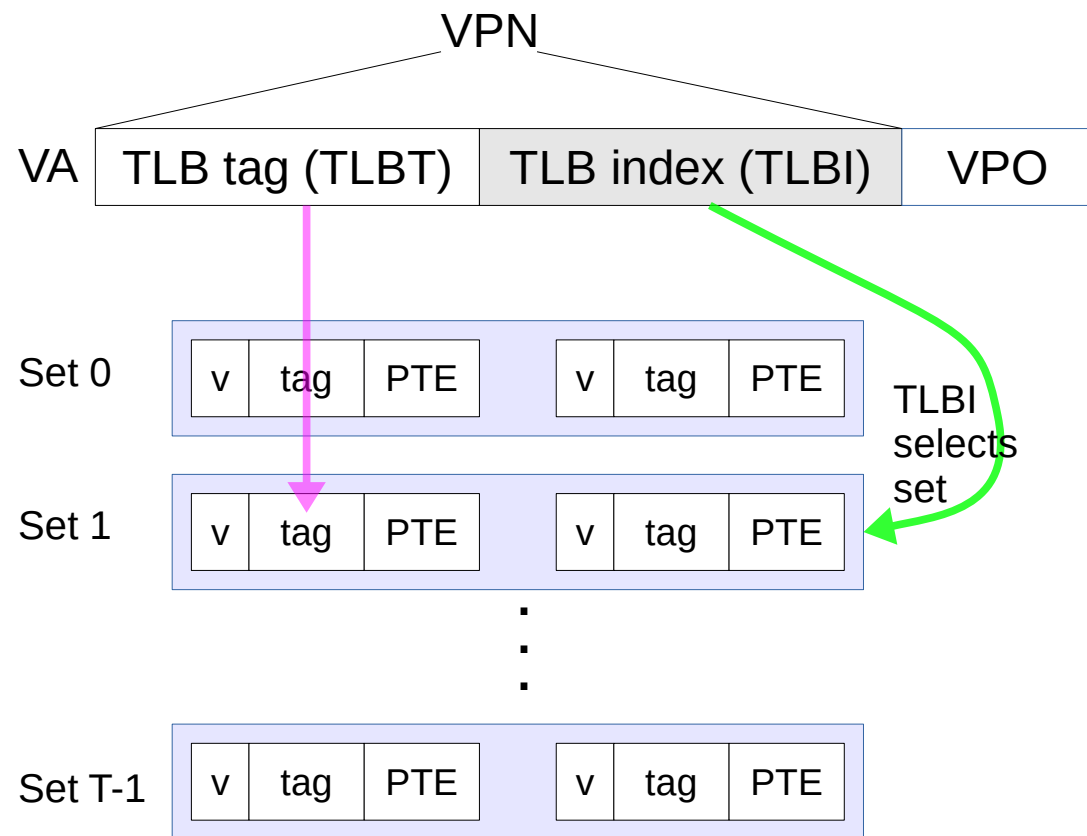 VPN
VA TLB tag (TLBT) TLB index (TLBI) VPO
Set 0 v tag PTE v tag PTE
TLBI
selects
set
Set 1 v tag PTE v tag PTE
.
.
.
Set T-1 v tag PTE v tag PTE